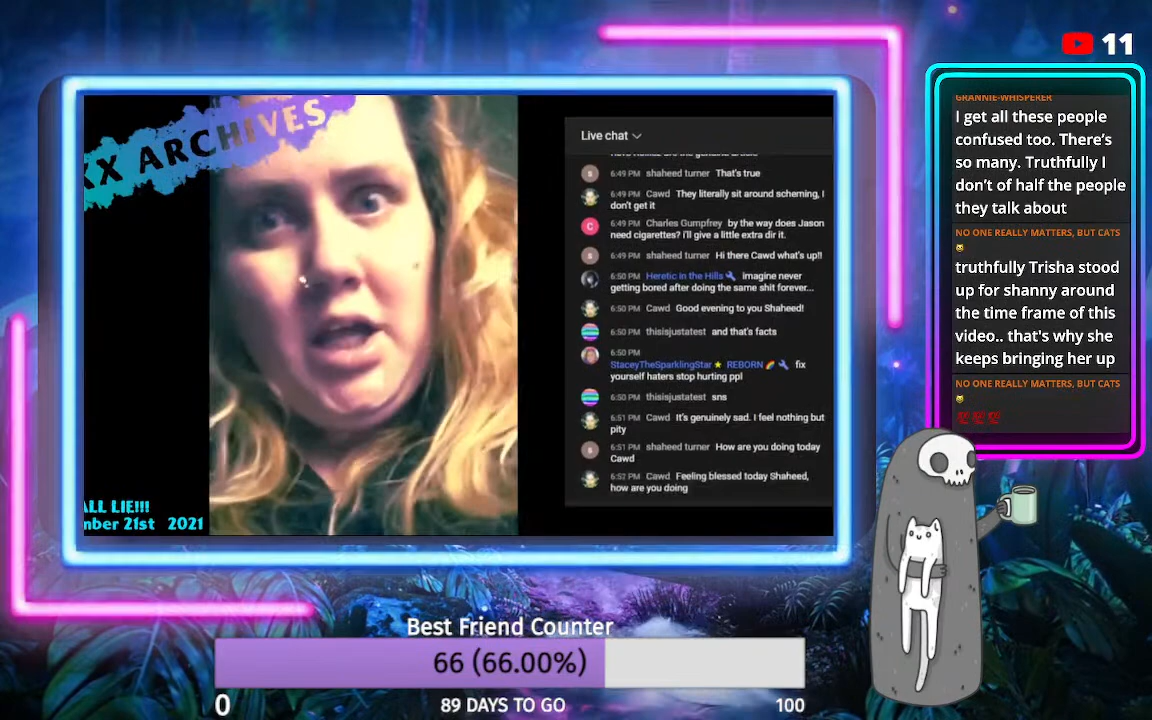 XX ARCHIVES
ALL LIE!!!
mber 21st 2021
Live chat
6:49 PM shaheed turner That's true
6:49 PM Cawd They literally sit around scheming, I
don't get it
6:49 PM Charles Gumpfrey by the way does Jason
need cigarettes? i'll give a little extra dir it.
6:49 PM shaheed turner Hi there Cawd what's up!!
6:50 PM Heretic in the Hills imagine never
getting bored after doing the same shit forever...
6:50 PM Cawd Good evening to you Shaheed!
6:50 PM thisisjustatest and that's facts
6:50 PM
StaceyTheSparklingStar REBORN fix
yourself haters stop hurting ppl
6:50 PM thisisjustatest sns
6:51 PM Cawd It's genuinely sad. I feel nothing but
pity
6:51 PM shaheed turner How are you doing today
Cawd
6:51 PM Cawd Feeling blessed today Shaheed,
how are you doing
11
GRANNIE-WHISPERER
I get all these people
confused too. There's
so many. Truthfully I
don't of half the people
they talk about
NO ONE REALLY MATTERS, BUT CATS
truthfully Trisha stood
up for shanny around
the time frame of this
video.. that's why she
keeps bringing her up
NO ONE REALLY MATTERS, BUT CATS
Best Friend Counter
66 (66.00%)
0
89 DAYS TO GO
100